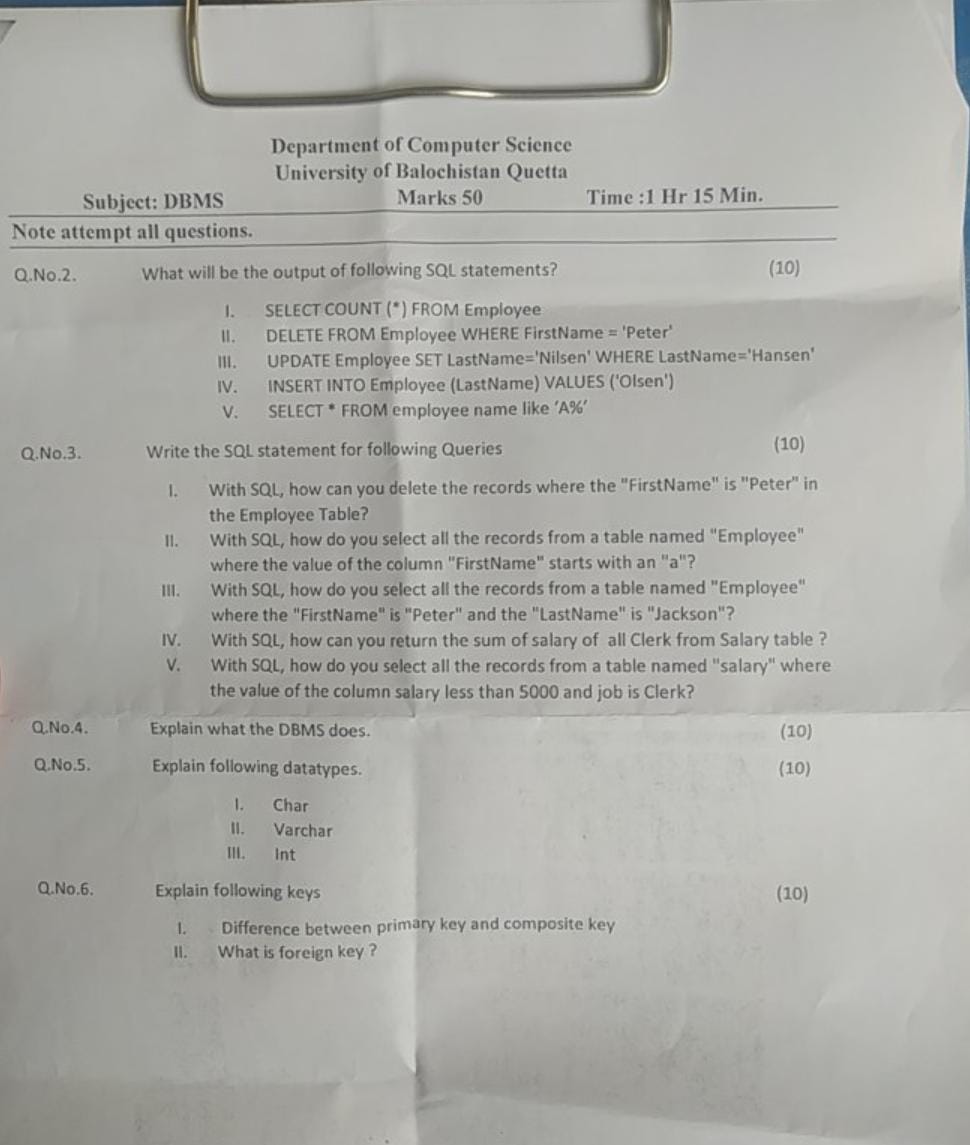 Department of Computer Science
University of Balochistan Quetta
Subject: DBMS Marks 50 Time :1 Hr 15 Min.
Note attempt all questions.
Q.No.2. What will be the output of following SQL statements? (10)
I. SELECT COUNT (*) FROM Employee
II. DELETE FROM Employee WHERE FirstName = 'Peter'
III. UPDATE Employee SET LastName='Nilsen' WHERE LastName='Hansen'
IV. INSERT INTO Employee (LastName) VALUES ('Olsen')
V. SELECT * FROM employee name like ‘A%’
Q.No.3. Write the SQL statement for following Queries (10)
I. With SQL, how can you delete the records where the "FirstName" is "Peter" in
the Employee Table?
II. With SQL, how do you select all the records from a table named "Employee"
where the value of the column "FirstName" starts with an "a"?
III. With SQL, how do you select all the records from a table named "Employee"
where the "FirstName" is "Peter" and the "LastName" is "Jackson"?
IV. With SQL, how can you return the sum of salary of all Clerk from Salary table ?
V. With SQL, how do you select all the records from a table named "salary" where
the value of the column salary less than 5000 and job is Clerk?
Q.No.4. Explain what the DBMS does. (10)
Q.No.5. Explain following datatypes. (10)
I. Char
II. Varchar
III. Int
Q.No.6. Explain following keys (10)
I. Difference between primary key and composite key
II. What is foreign key ?